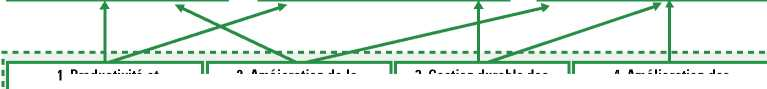 1. Productivité et
2. Amélioration de la
3. Gestion durable des
4. Amélioration des